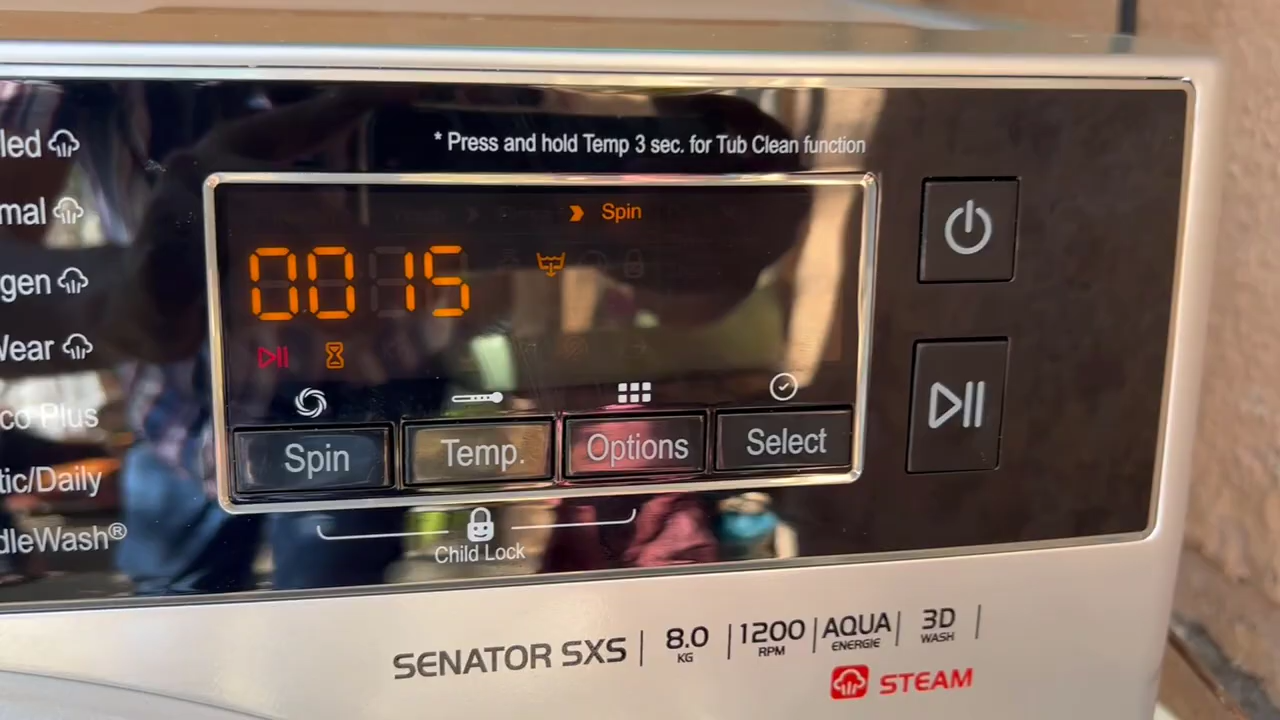 * Press and hold Temp 3 sec. for Tub Clean function
led
mal
gen
Wear
co Plus
tic/Daily
dleWash®
Spin
00 15
Spin
Temp.
Options
Select
Child Lock
SENATOR SXS
8.0
KG
1200
RPM
AQUA
ENERGIE
3D
WASH
STEAM